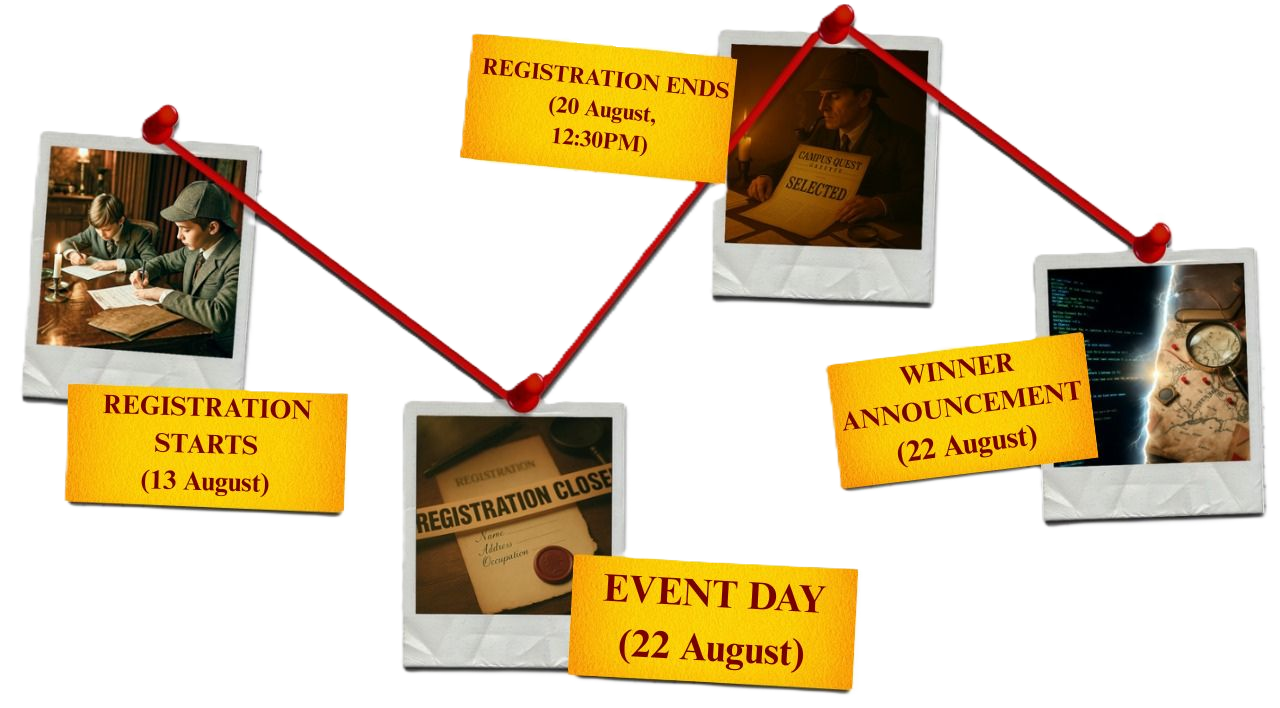 REGISTRATION
STARTS
(13 August)
REGISTRATION
REGISTRATION CLOSE
Name
Address
Occupation
EVENT DAY
(22 August)
REGISTRATION ENDS
(20 August,
12:30PM)
CAMPUS QUEST
GAZETTE
SELECTED
WINNER
ANNOUNCEMENT
(22 August)